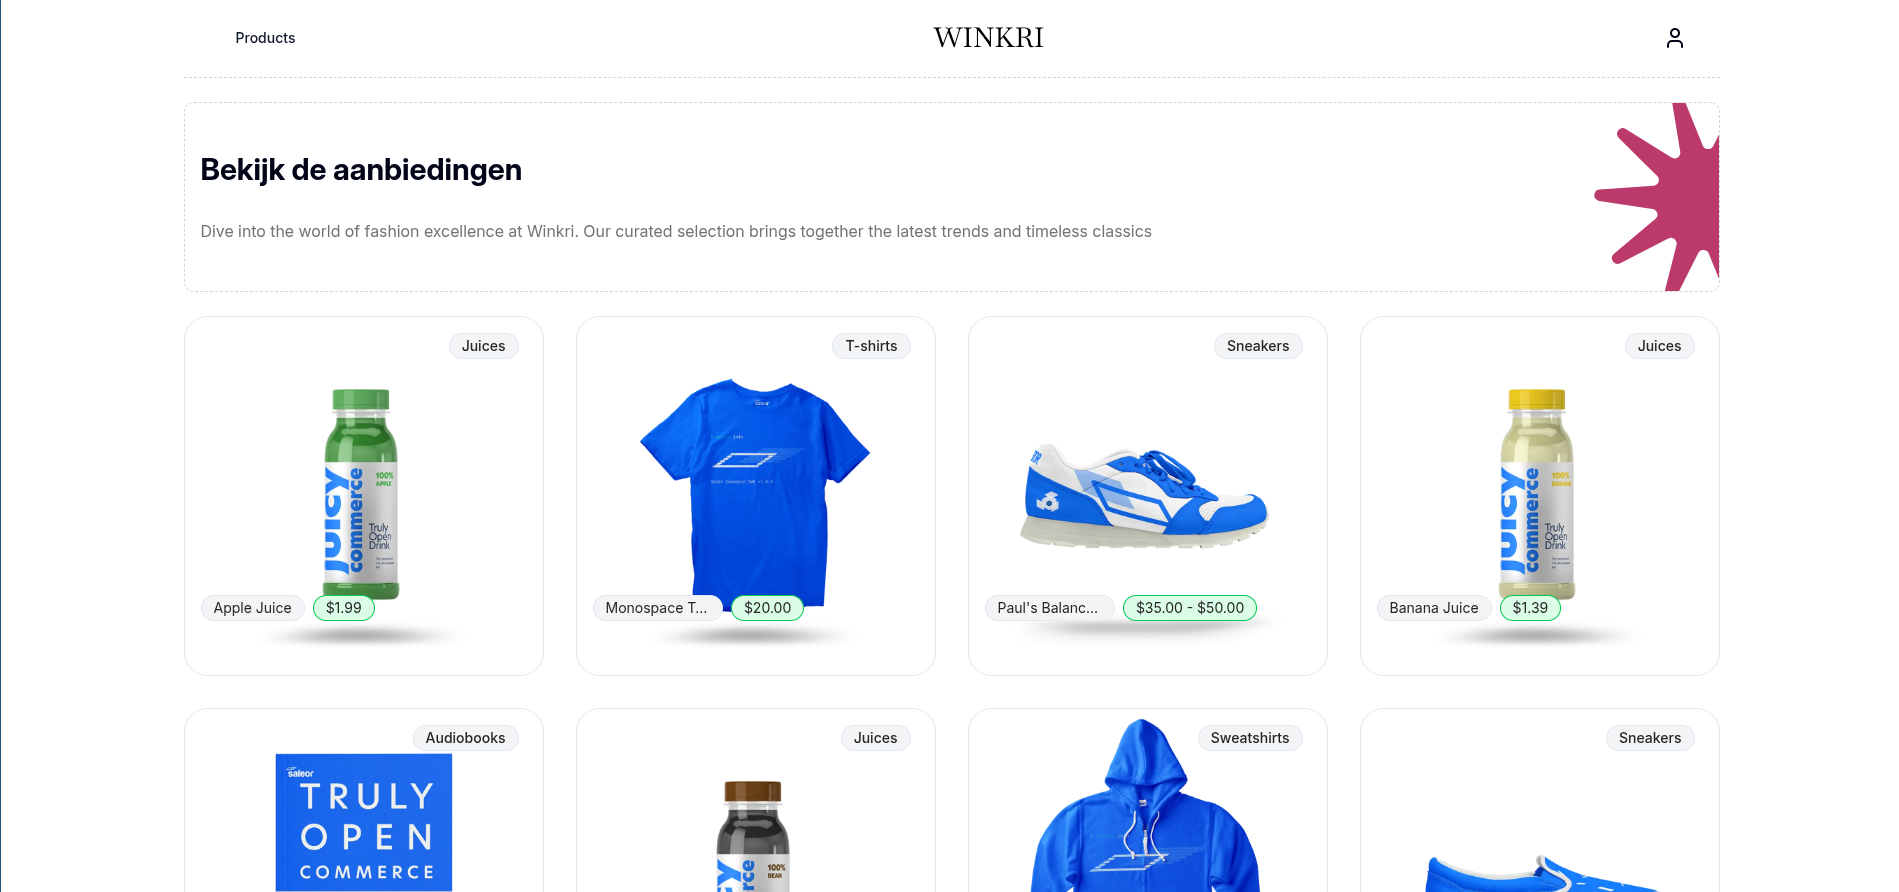 Products
WINKRI
Bekijk de aanbiedingen
Dive into the world of fashion excellence at Winkri. Our curated selection brings together the latest trends and timeless classics
Juices
juicy
commerce
100%
APPLE
Truly
Open
Drink
Apple Juice
$1.99
T-shirts
saleor
Monospace T...
$20.00
Sneakers
Paul's Balanc...
$35.00 - $50.00
Juices
juicy
commerce
100%
BANANA
Truly
Open
Drink
Banana Juice
$1.39
Audiobooks
saleor
TRULY
OPEN
COMMERCE
Juices
100%
BEAN
Sweatshirts
Sneakers